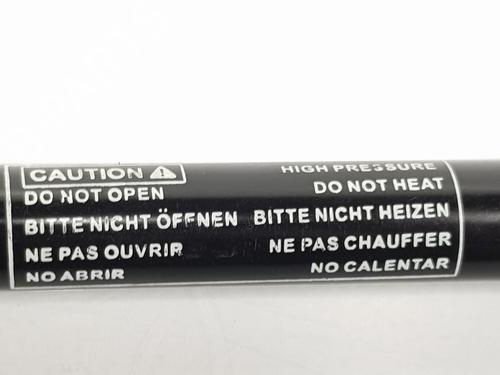 CAUTION HIGH PRESSURE
DO NOT OPEN DO NOT HEAT
BITTE NICHT ÖFFNEN BITTE NICHT HEIZEN
NE PAS OUVRIR NE PAS CHAUFFER
NO ABRIR NO CALENTAR